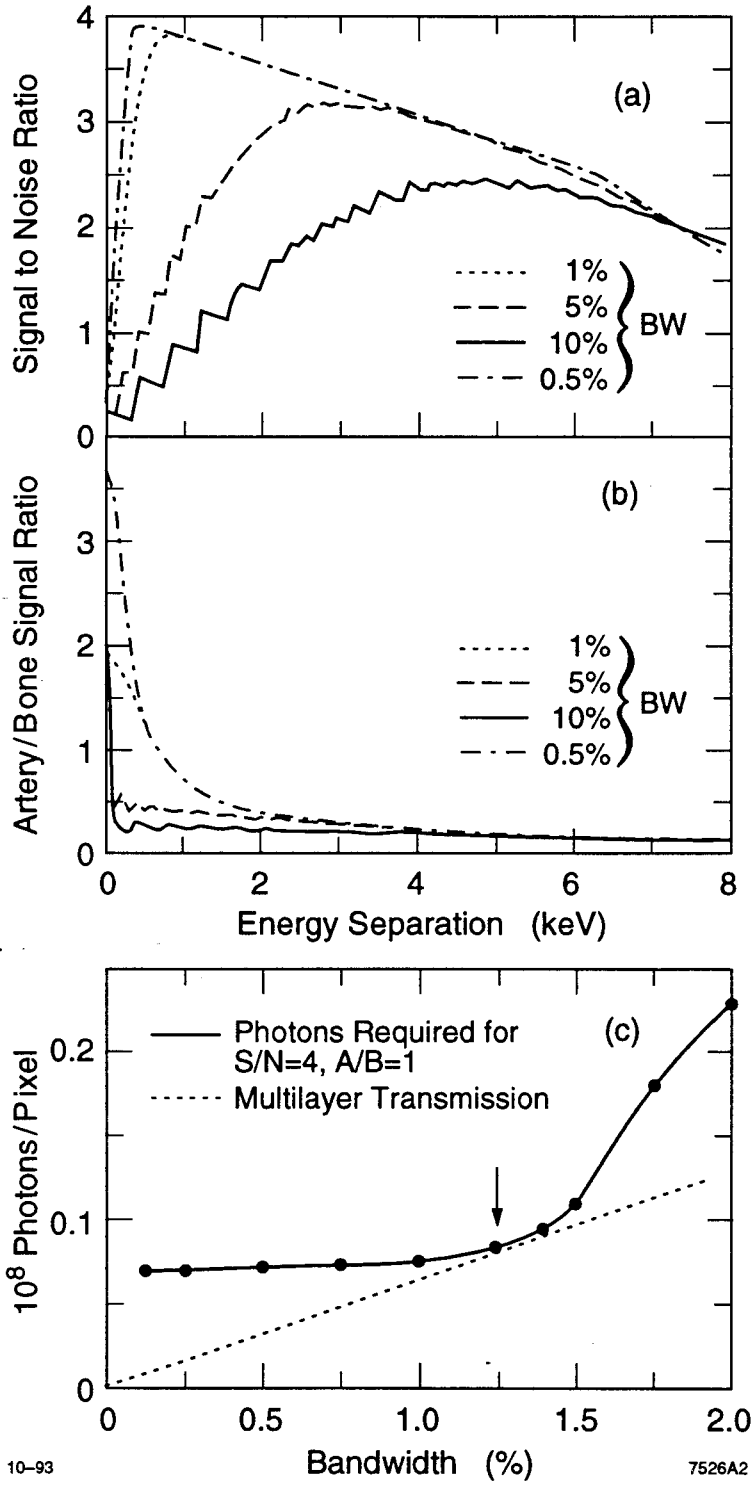 4
3
2
1
0
Signal to Noise Ratio
(a)
1%
5%
10%
0.5%
BW
3
2
1
0
Artery/Bone Signal Ratio
(b)
1%
5%
10%
0.5%
BW
0
2
4
6
8
Energy Separation (keV)
0.2
0.1
0
10⁸ Photons/Pixel
Photons Required for
S/N=4, A/B=1
Multilayer Transmission
(c)
0
0.5
1.0
1.5
2.0
Bandwidth (%)
10–93
7526A2